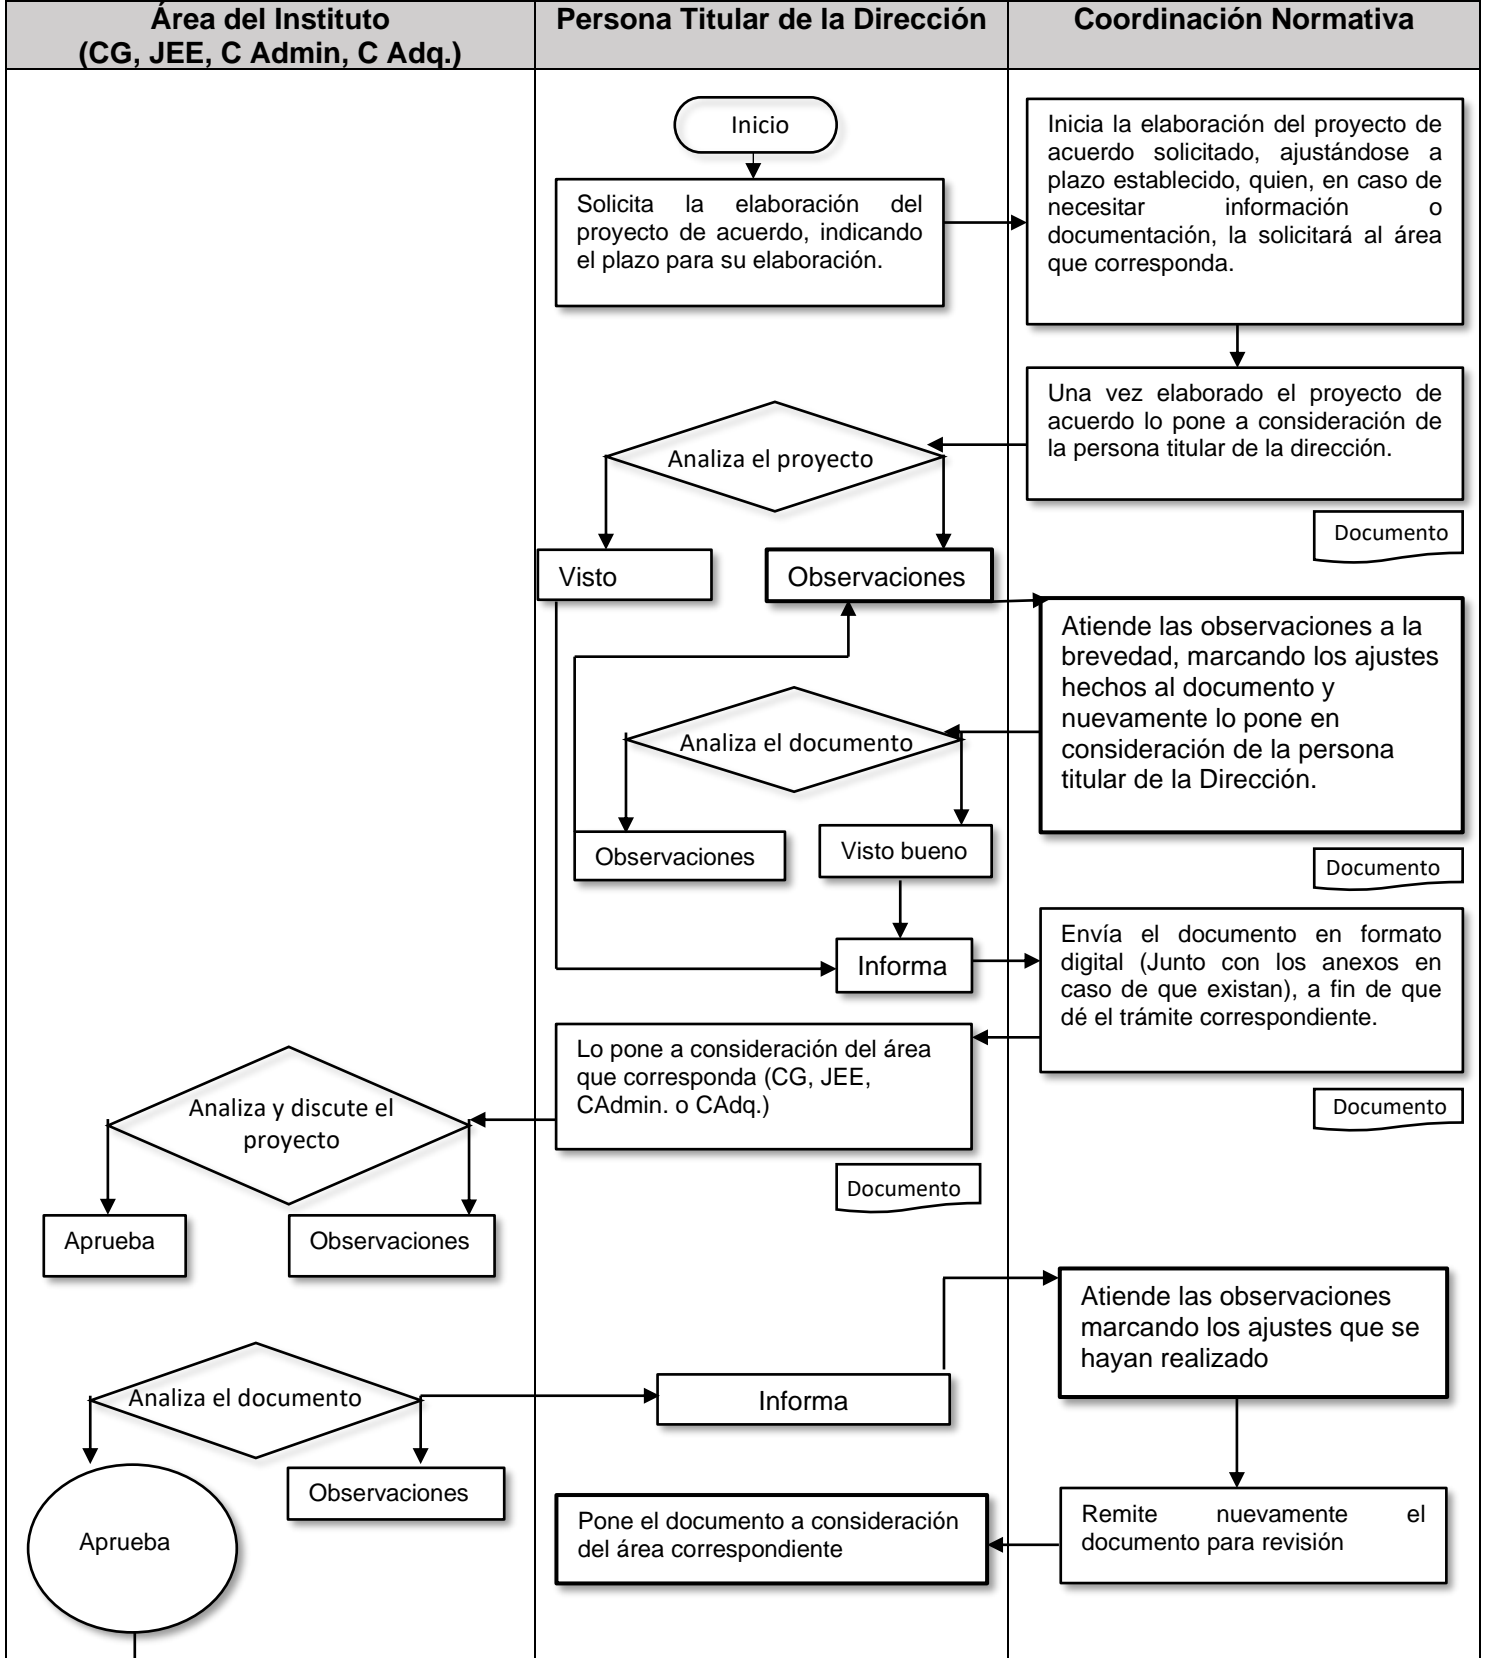 Área del Instituto
(CG, JEE, C Admin, C Adq.)
Persona Titular de la Dirección
Coordinación Normativa
Inicio
Solicita la elaboración del
proyecto de acuerdo, indicando
el plazo para su elaboración.
Inicia la elaboración del proyecto de
acuerdo solicitado, ajustándose a
plazo establecido, quien, en caso de
necesitar información o
documentación, la solicitará al área
que corresponda.
Una vez elaborado el proyecto de
acuerdo lo pone a consideración de
la persona titular de la dirección.
Documento
Analiza el proyecto
Visto
Observaciones
Atiende las observaciones a la
brevedad, marcando los ajustes
hechos al documento y
nuevamente lo pone en
consideración de la persona
titular de la Dirección.
Documento
Analiza el documento
Observaciones
Visto bueno
Informa
Envía el documento en formato
digital (Junto con los anexos en
caso de que existan), a fin de que
dé el trámite correspondiente.
Documento
Lo pone a consideración del área
que corresponda (CG, JEE,
CAdmin. o CAdq.)
Documento
Analiza y discute el
proyecto
Aprueba
Observaciones
Analiza el documento
Informa
Atiende las observaciones
marcando los ajustes que se
hayan realizado
Observaciones
Aprueba
Pone el documento a consideración
del área correspondiente
Remite nuevamente el
documento para revisión